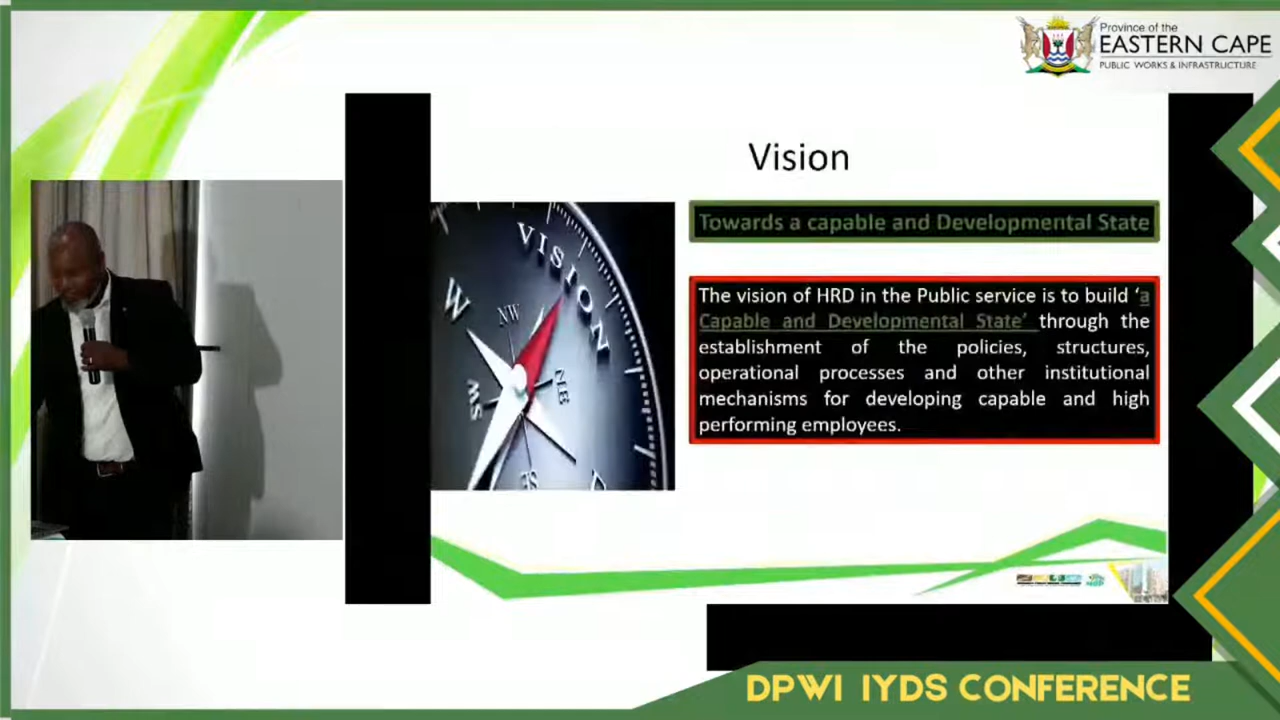 Province of the
EASTERN CAPE
PUBLIC WORKS & INFRASTRUCTURE
Vision
Towards a capable and Developmental State
The vision of HRD in the Public service is to build ‘a
Capable and Developmental State’ through the
establishment of the policies, structures,
operational processes and other institutional
mechanisms for developing capable and high
performing employees.
VISION
W
NW
NE
SW
SE
DPWI IYDS CONFERENCE